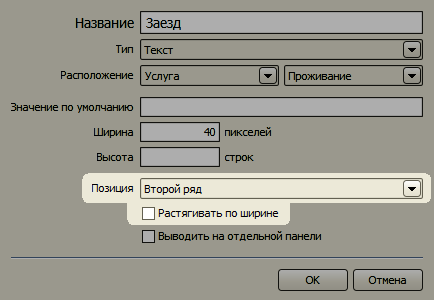 Название Заезд
Тип Текст
Расположение Услуга Проживание
Значение по умолчанию
Ширина 40 пикселей
Высота строк
Позиция Второй ряд
Растягивать по ширине
Выводить на отдельной панели
OK Отмена